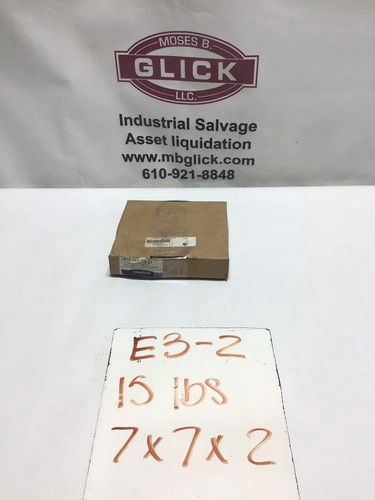 MOSES B.
GLICK
LLC.
Industrial Salvage
Asset liquidation
www.mbglick.com
610-921-8848
E3-2
15 lbs
7x7x2